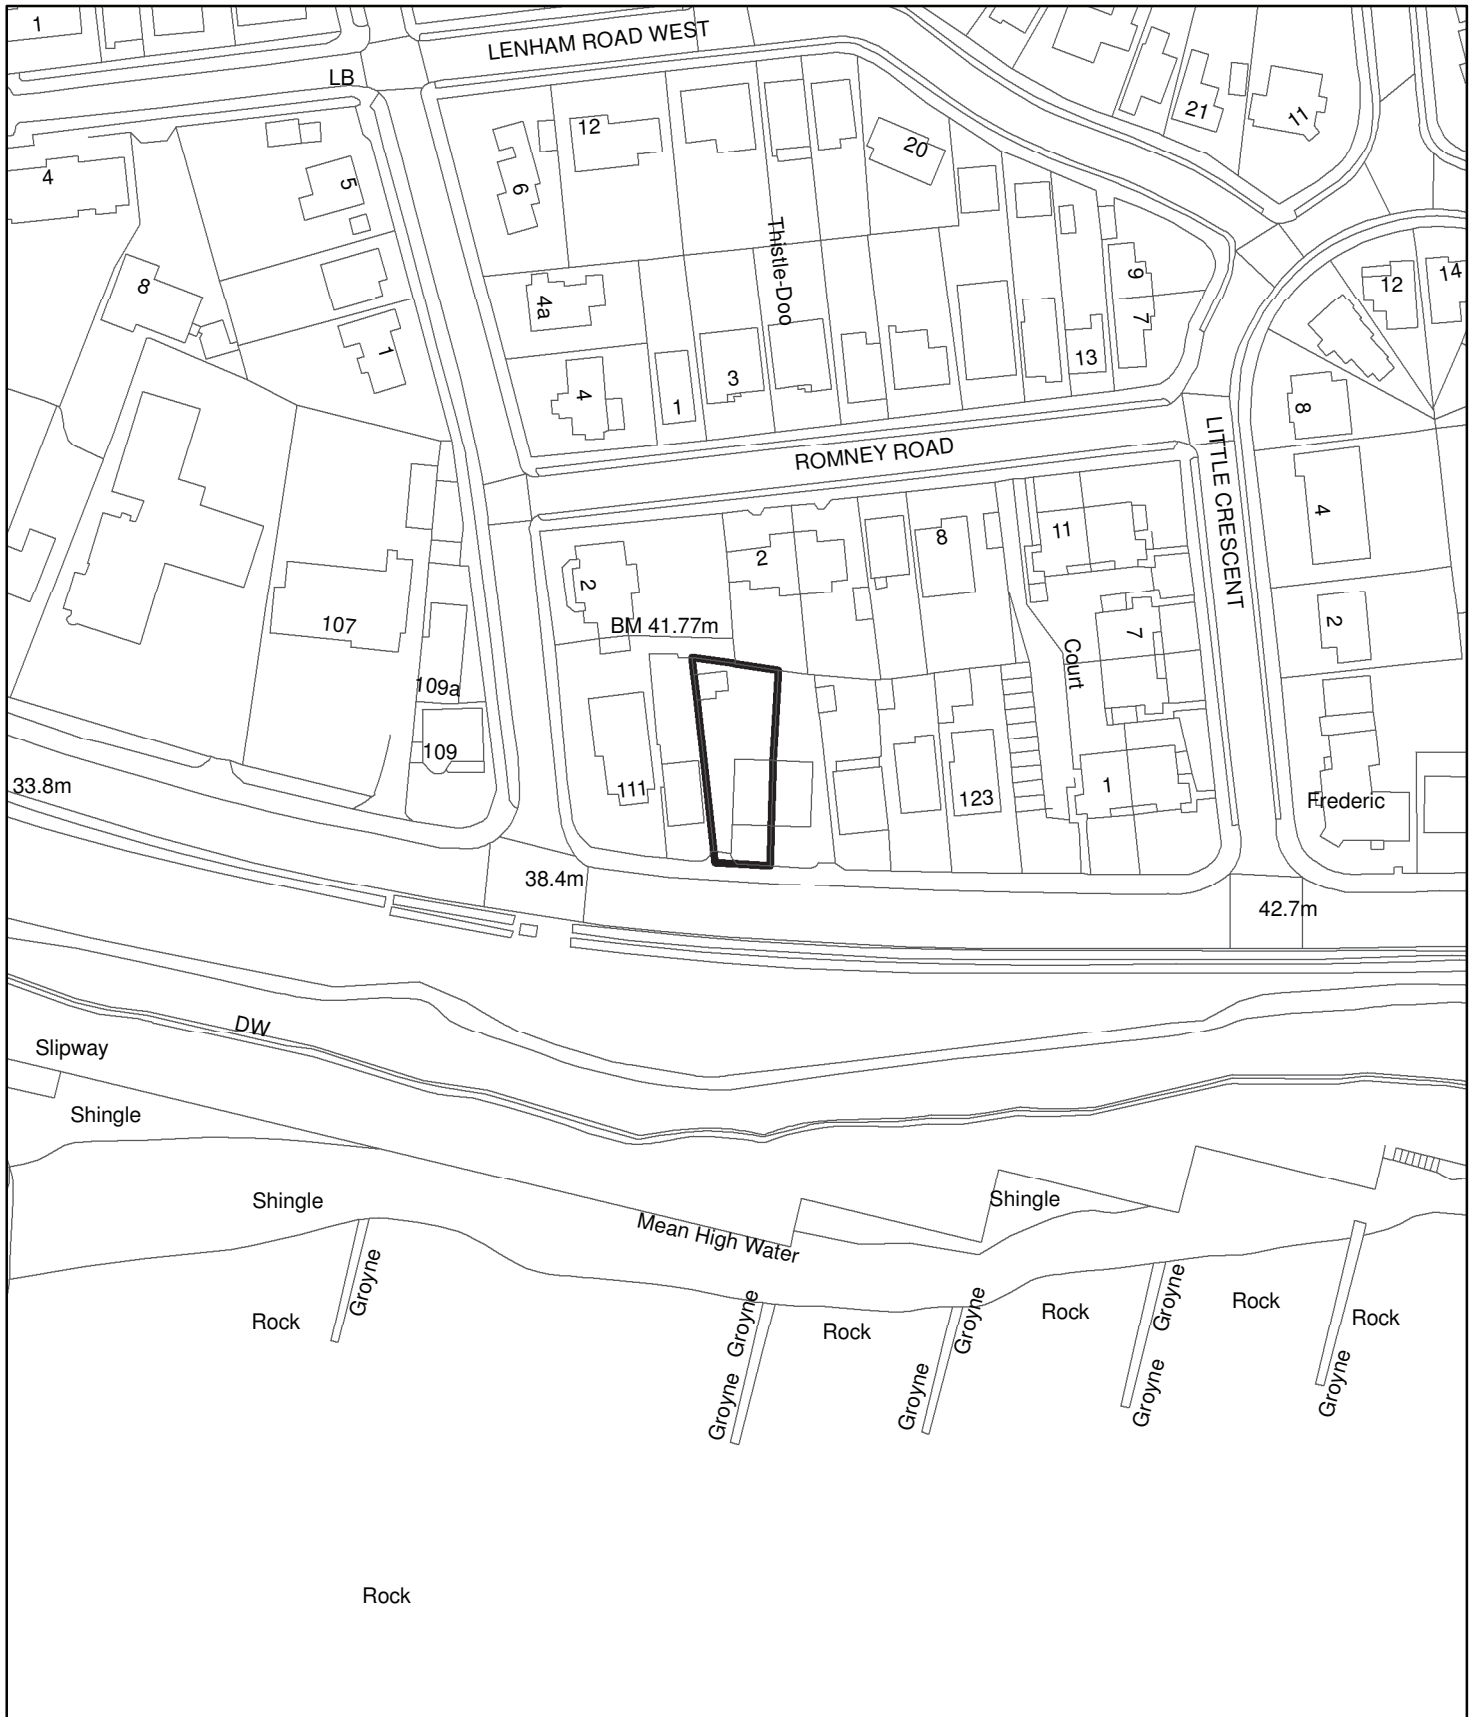 1
LENHAM ROAD WEST
LB
21
11
12
20
4
5
6
Thistle-Doo
9
12
14
8
4a
7
1
13
3
4
1
8
ROMNEY ROAD
LITTLE CRESCENT
4
11
8
2
2
BM 41.77m
107
7
2
Court
109a
109
33.8m
111
123
1
Frederic
38.4m
42.7m
DW
Slipway
Shingle
Shingle
Shingle
Mean High Water
Groyne
Groyne
Groyne
Groyne
Rock
Rock
Rock
Rock
Rock
Groyne
Groyne
Groyne
Groyne
Rock